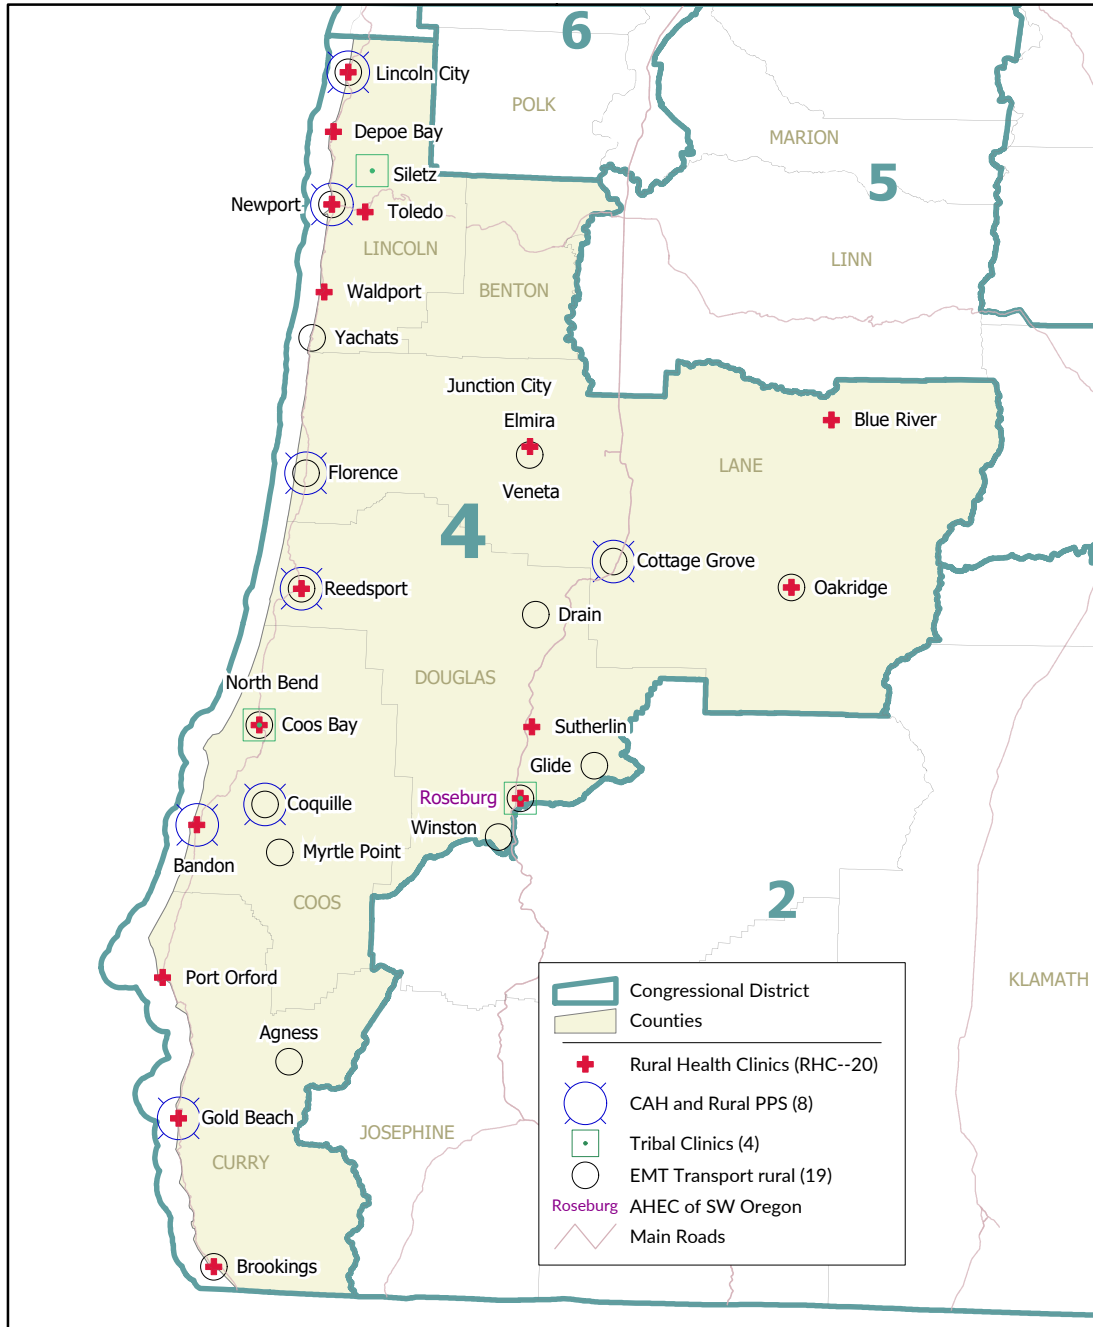 6
Lincoln City
POLK
Depoe Bay
MARION
Siletz
5
Newport
Toledo
LINCOLN
LINN
BENTON
Waldport
Yachats
Junction City
Elmira
Blue River
LANE
Florence
Veneta
4
Cottage Grove
Reedsport
Oakridge
Drain
DOUGLAS
North Bend
Coos Bay
Sutherlin
Glide
Roseburg
Coquille
Winston
Bandon
Myrtle Point
COOS
2
Port Orford
KLAMATH
Agness
Gold Beach
JOSEPHINE
CURRY
Brookings
Congressional District
Counties
Rural Health Clinics (RHC--20)
CAH and Rural PPS (8)
Tribal Clinics (4)
EMT Transport rural (19)
Roseburg AHEC of SW Oregon
Main Roads